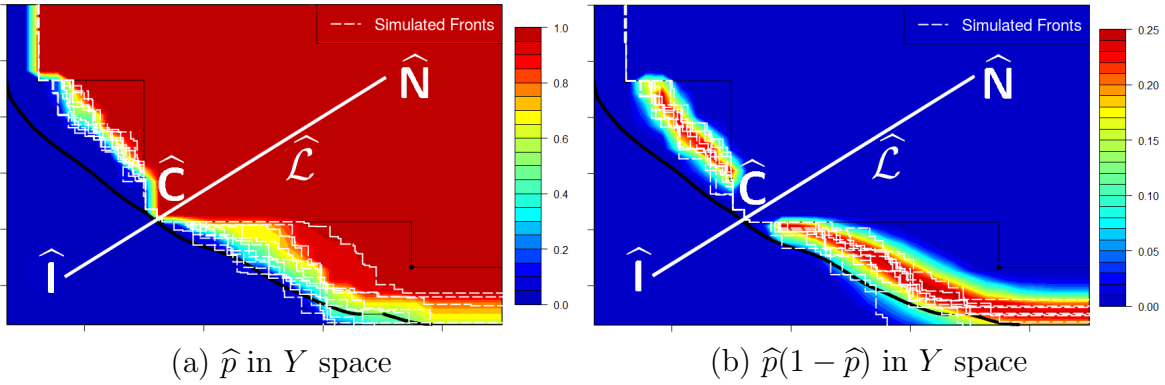 Simulated Fronts
N̂
ℒ̂
Ĉ
Î
1.0
0.8
0.6
0.4
0.2
0.0
(a) p̂ in Y space
Simulated Fronts
N̂
ℒ̂
Ĉ
Î
0.25
0.20
0.15
0.10
0.05
0.00
(b) p̂(1 − p̂) in Y space